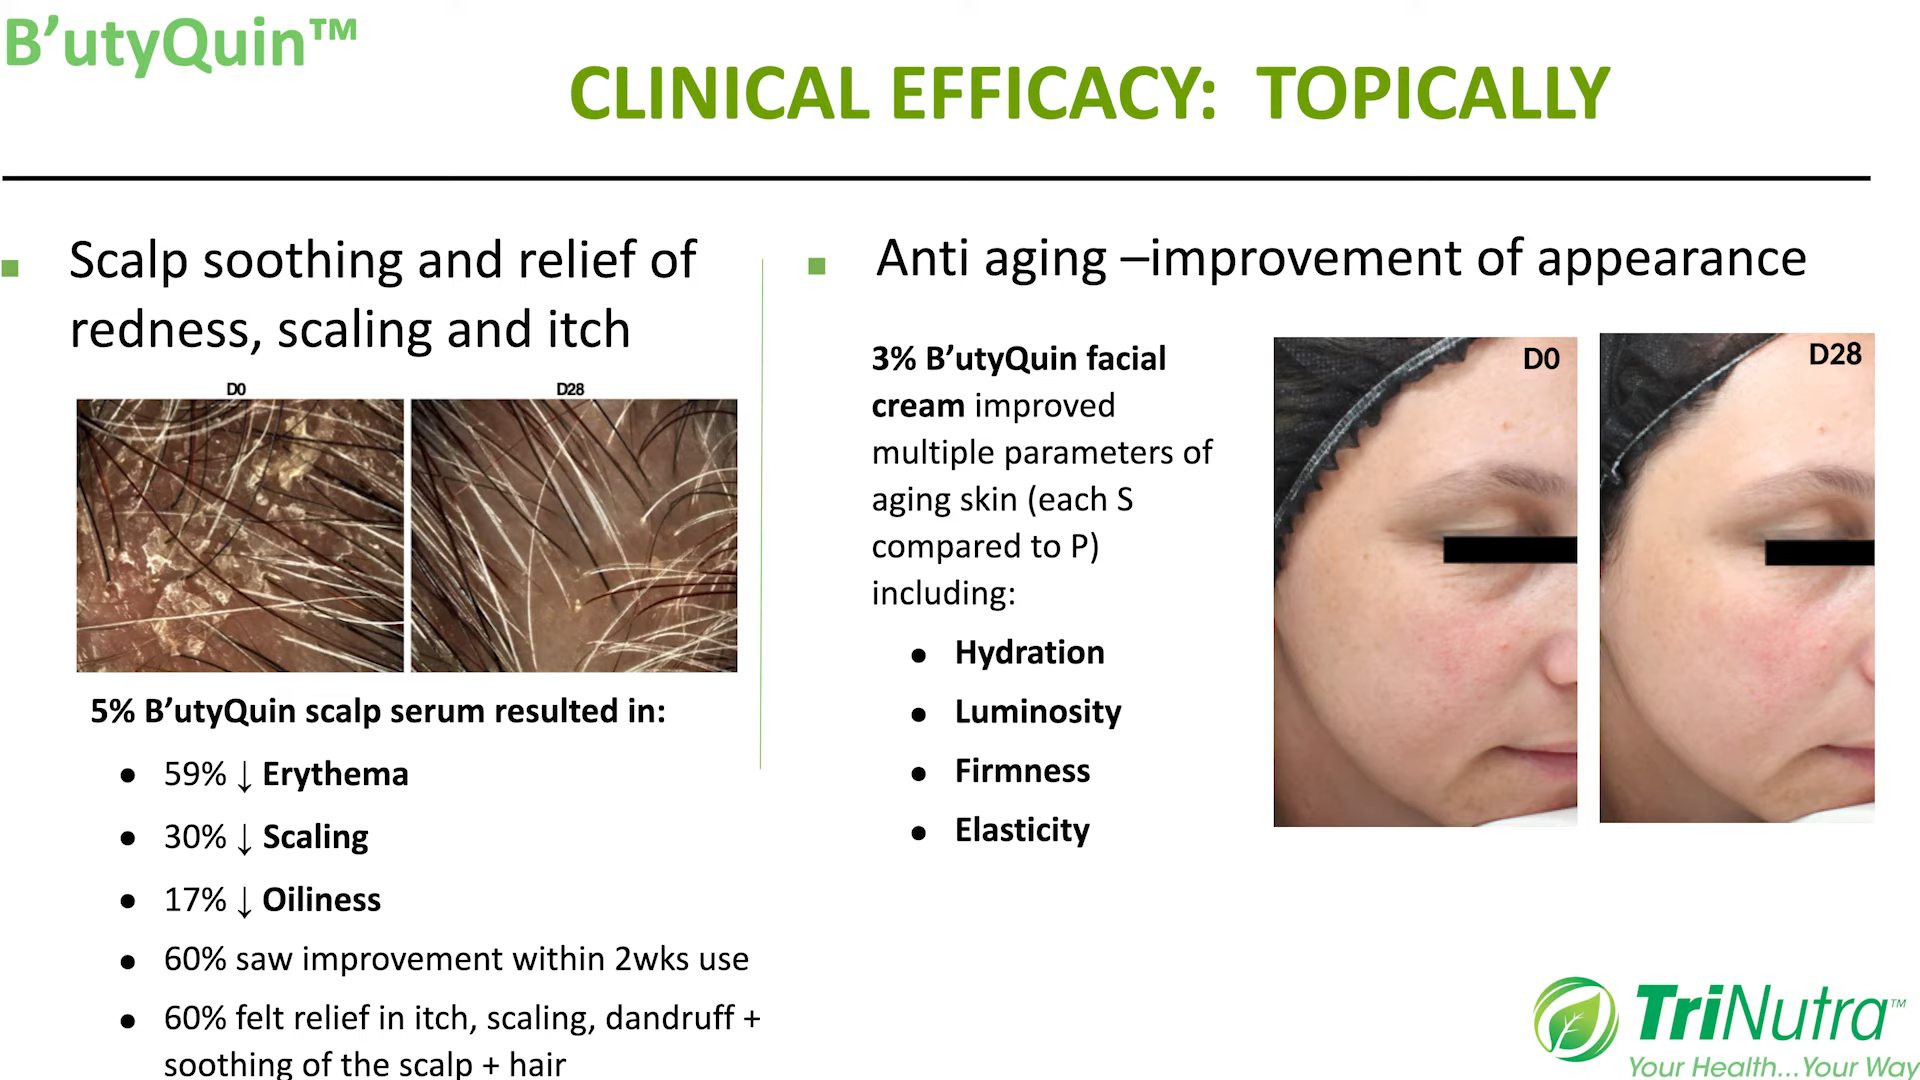 B’utyQuin™
CLINICAL EFFICACY:  TOPICALLY
Scalp soothing and relief of
redness, scaling and itch
D0
D28
5% B’utyQuin scalp serum resulted in:
● 59% ↓ Erythema
● 30% ↓ Scaling
● 17% ↓ Oiliness
● 60% saw improvement within 2wks use
● 60% felt relief in itch, scaling, dandruff +
soothing of the scalp + hair
Anti aging –improvement of appearance
3% B’utyQuin facial
cream improved
multiple parameters of
aging skin (each S
compared to P)
including:
● Hydration
● Luminosity
● Firmness
● Elasticity
D0
D28
TriNutra™
Your Health...Your Way